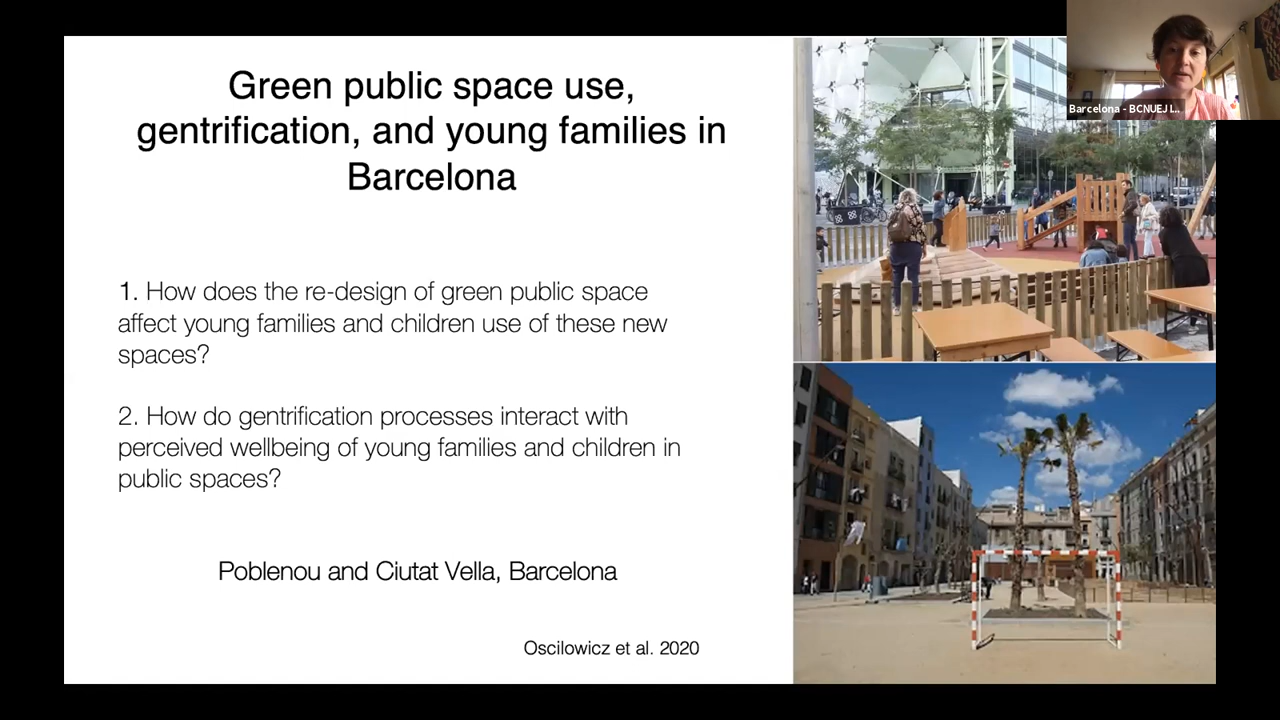 Green public space use,
gentrification, and young families in
Barcelona
1. How does the re-design of green public space
affect young families and children use of these new
spaces?
2. How do gentrification processes interact with
perceived wellbeing of young families and children in
public spaces?
Poblenou and Ciutat Vella, Barcelona
Oscilowicz et al. 2020
Barcelona - BCNUEJ l...